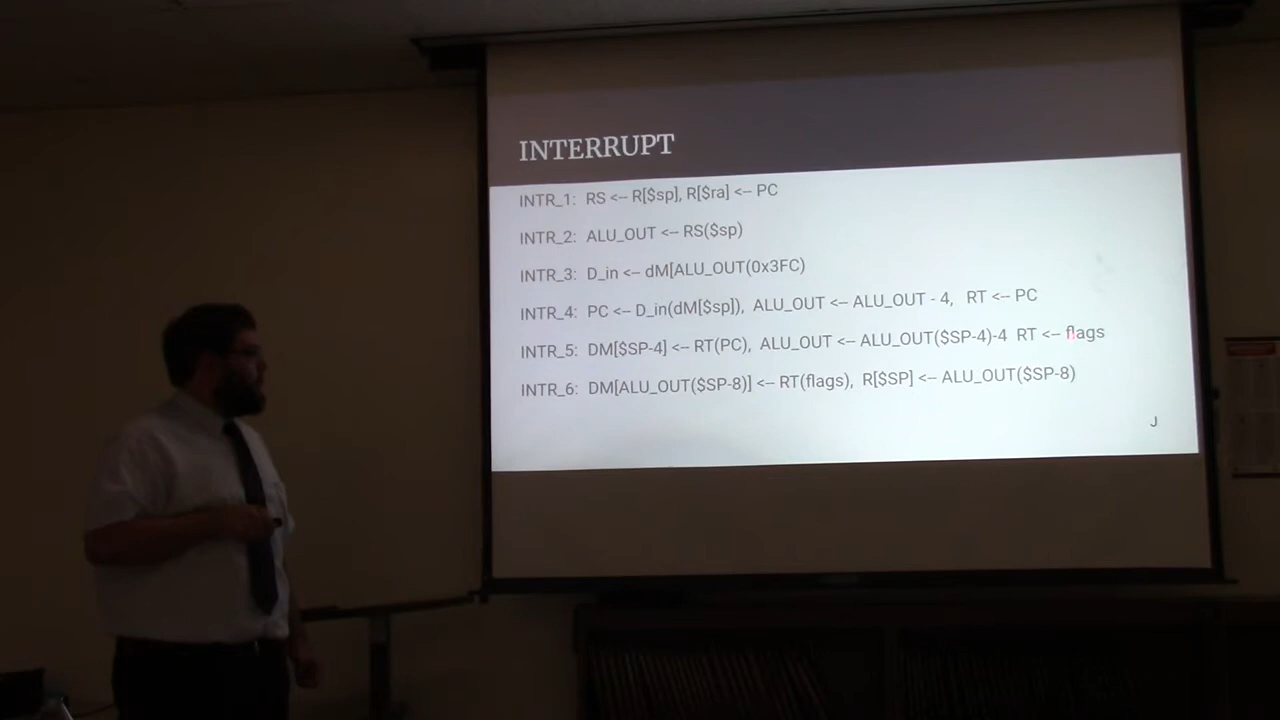 INTERRUPT
INTR_1: RS <-- R[$sp], R[$ra] <-- PC
INTR_2: ALU_OUT <-- RS($sp)
INTR_3: D_in <-- dM[ALU_OUT(0x3FC)
INTR_4: PC <-- D_in(dM[$sp]), ALU_OUT <-- ALU_OUT - 4, RT <-- PC
INTR_5: DM[$SP-4] <-- RT(PC), ALU_OUT <-- ALU_OUT($SP-4)-4 RT <-- flags
INTR_6: DM[ALU_OUT($SP-8)] <-- RT(flags), R[$SP] <-- ALU_OUT($SP-8)
J